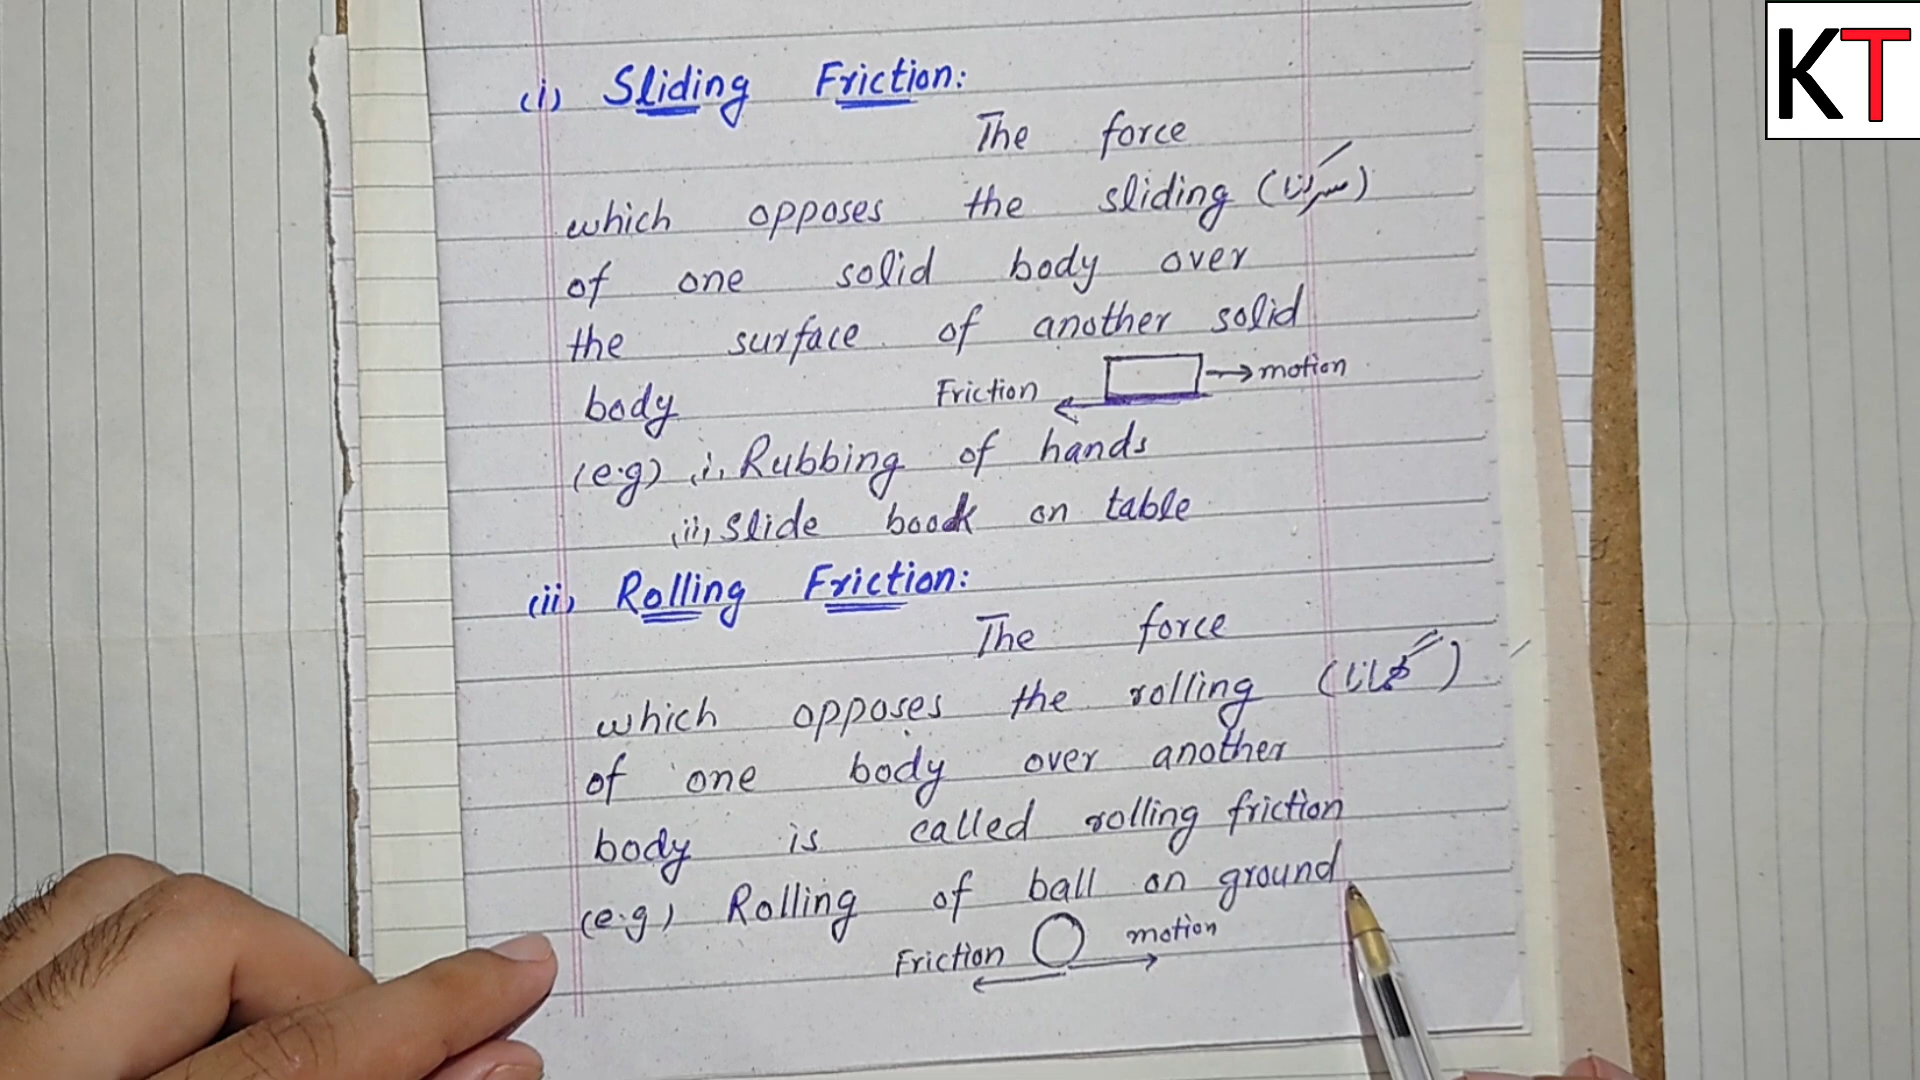 KT
(i) Sliding Friction:
The force
which opposes the sliding (سرکنا)
of one solid body over
the surface of another solid
body
Friction
motion
(e.g) i, Rubbing of hands
ii, Slide book on table
(ii) Rolling Friction:
The force
which opposes the rolling
of one body over another
body is called rolling friction
(e.g) Rolling of ball on ground
Friction
motion